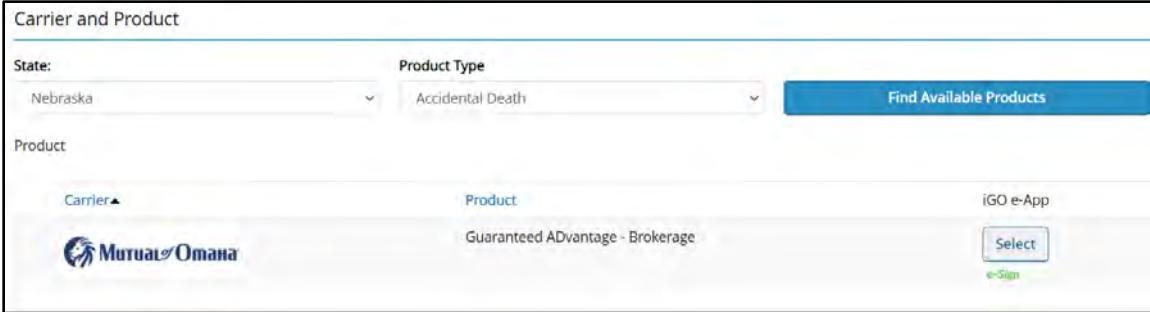 Carrier and Product
State: Product Type
Nebraska Accidental Death Find Available Products
Product
Carrier Product iGO e-App
Mutual of Omaha Guaranteed ADvantage - Brokerage Select
e-Sign